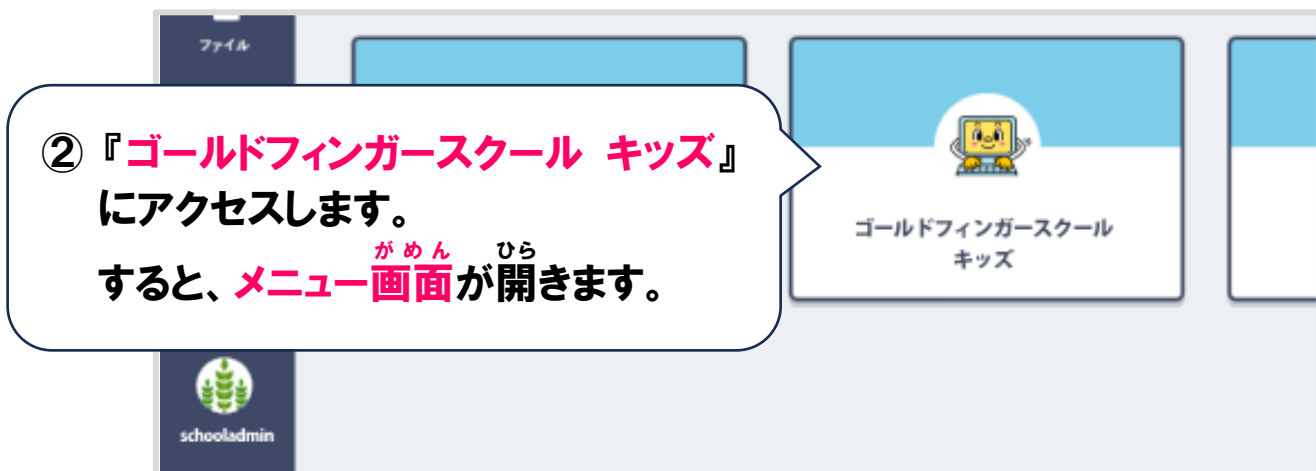 ファイル
②『ゴールドフィンガースクール キッズ』
にアクセスします。
がめん ひら
すると、メニュー画面が開きます。
ゴールドフィンガースクール
キッズ
schooladmin